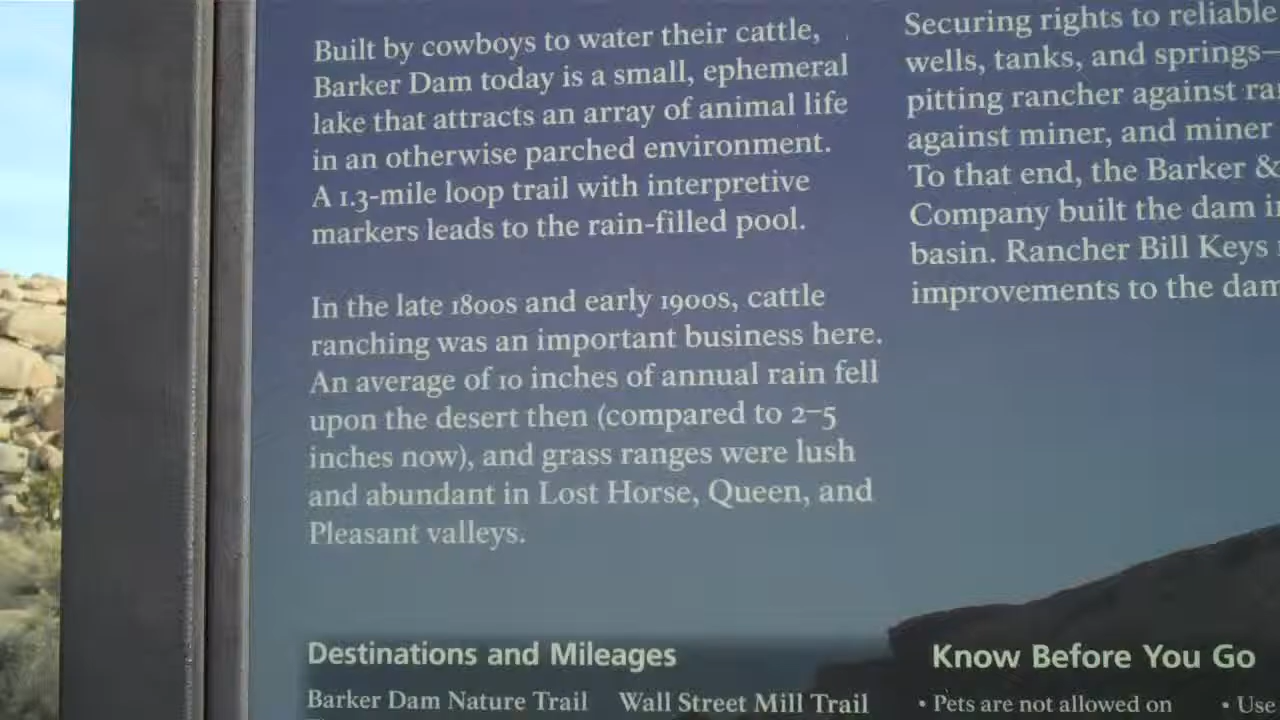 Built by cowboys to water their cattle,
Barker Dam today is a small, ephemeral
lake that attracts an array of animal life
in an otherwise parched environment.
A 1.3-mile loop trail with interpretive
markers leads to the rain-filled pool.
In the late 1800s and early 1900s, cattle
ranching was an important business here.
An average of 10 inches of annual rain fell
upon the desert then (compared to 2–5
inches now), and grass ranges were lush
and abundant in Lost Horse, Queen, and
Pleasant valleys.
Securing rights to reliable
wells, tanks, and springs—
pitting rancher against
against miner, and miner
To that end, the Barker &
Company built the dam
basin. Rancher Bill Keys
improvements to the dam
Destinations and Mileages
Barker Dam Nature Trail
Wall Street Mill Trail
Know Before You Go
• Pets are not allowed on
• Use